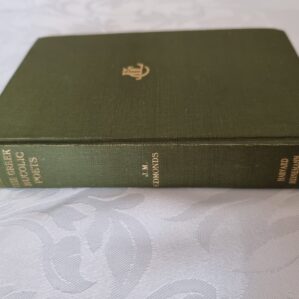 THE GREEK
BUCOLIC
POETS
J. M.
EDMONDS
HARVARD
HEINEMANN